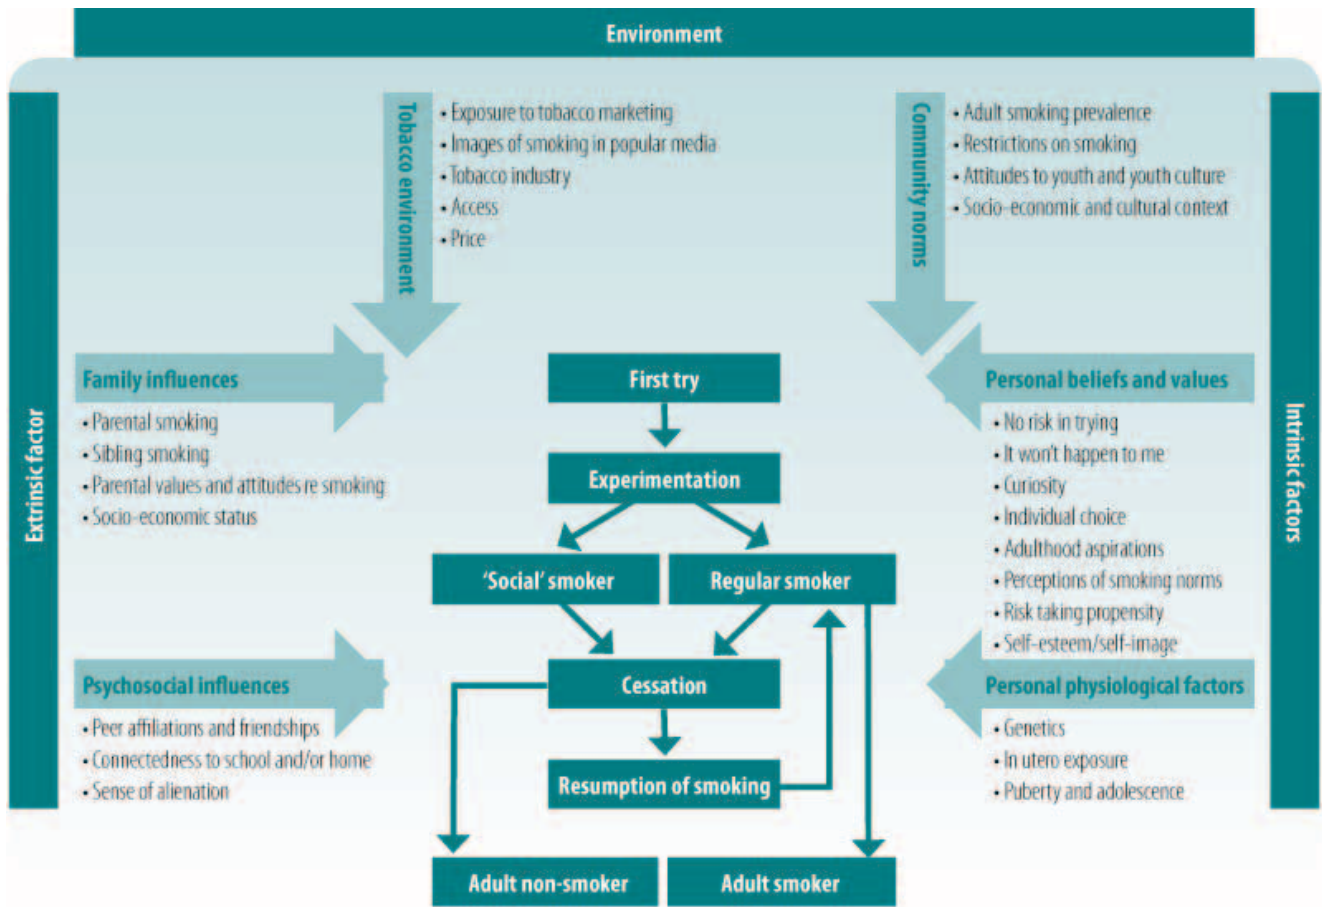 Environment
Tobacco environment
• Exposure to tobacco marketing
• Images of smoking in popular media
• Tobacco industry
• Access
• Price
Community norms
• Adult smoking prevalence
• Restrictions on smoking
• Attitudes to youth and youth culture
• Socio-economic and cultural context
Extrinsic factor
Family influences
• Parental smoking
• Sibling smoking
• Parental values and attitudes re smoking
• Socio-economic status
Psychosocial influences
• Peer affiliations and friendships
• Connectedness to school and/or home
• Sense of alienation
First try
Experimentation
‘Social’ smoker
Regular smoker
Cessation
Resumption of smoking
Adult non-smoker
Adult smoker
Personal beliefs and values
• No risk in trying
• It won’t happen to me
• Curiosity
• Individual choice
• Adulthood aspirations
• Perceptions of smoking norms
• Risk taking propensity
• Self-esteem/self-image
Personal physiological factors
• Genetics
• In utero exposure
• Puberty and adolescence
Intrinsic factors